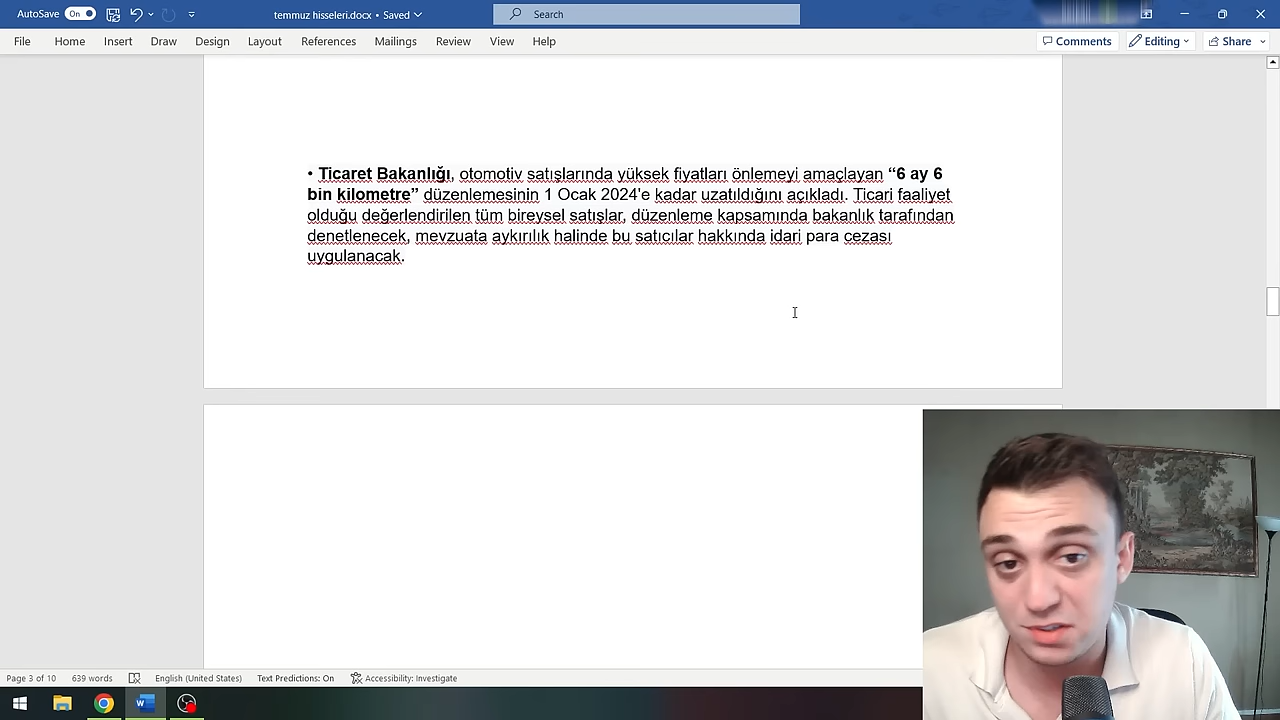 AutoSave On temmuz hisseleri.docx • Saved Search
File Home Insert Draw Design Layout References Mailings Review View Help Comments Editing Share
• Ticaret Bakanlığı, otomotiv satışlarında yüksek fiyatları önlemeyi amaçlayan “6 ay 6
bin kilometre” düzenlemesinin 1 Ocak 2024'e kadar uzatıldığını açıkladı. Ticari faaliyet
olduğu değerlendirilen tüm bireysel satışlar, düzenleme kapsamında bakanlık tarafından
denetlenecek, mevzuata aykırılık halinde bu satıcılar hakkında idari para cezası
uygulanacak.
Page 3 of 10 639 words English (United States) Text Predictions: On Accessibility: Investigate